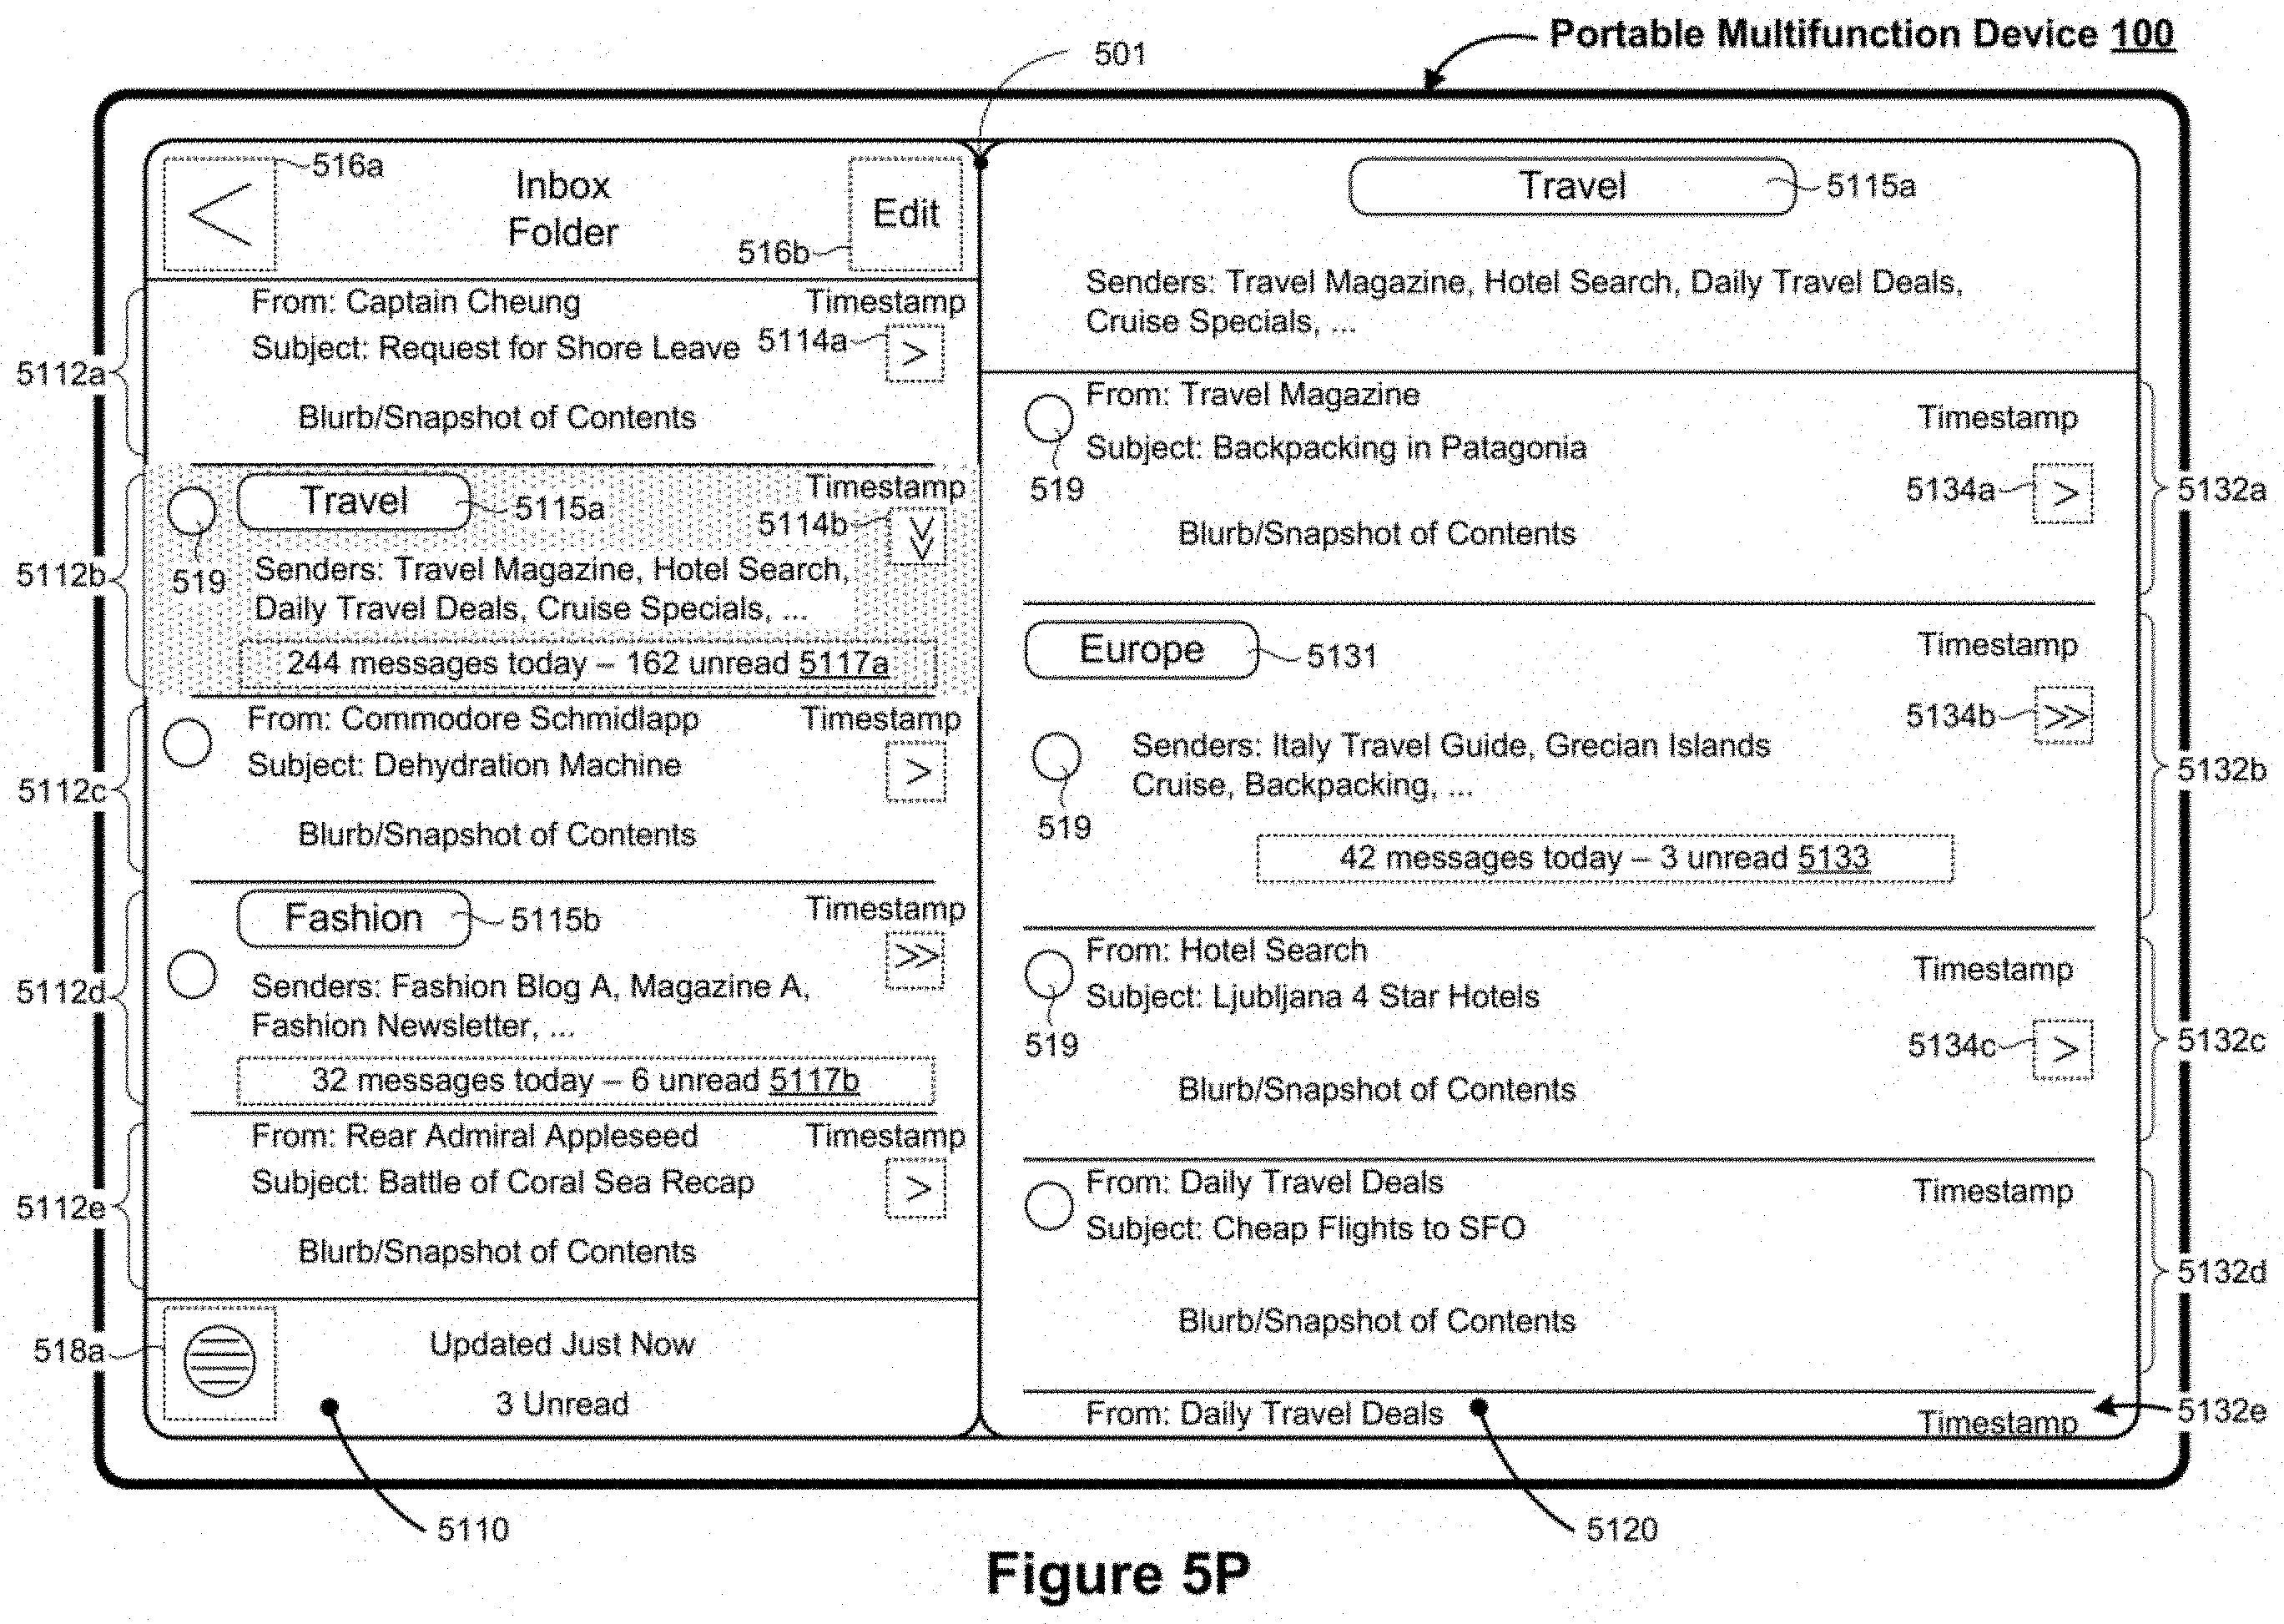 Portable Multifunction Device 100
501
516a
Inbox
Folder
Edit
516b
5112a
From: Captain Cheung
Timestamp
Subject: Request for Shore Leave
5114a
>
Blurb/Snapshot of Contents
5112b
Travel
5115a
Timestamp
5114b
519
Senders: Travel Magazine, Hotel Search,
Daily Travel Deals, Cruise Specials, ...
244 messages today – 162 unread 5117a
5112c
From: Commodore Schmidlapp
Timestamp
Subject: Dehydration Machine
>
Blurb/Snapshot of Contents
5112d
Fashion
5115b
Timestamp
>>
Senders: Fashion Blog A, Magazine A,
Fashion Newsletter, ...
32 messages today – 6 unread 5117b
5112e
From: Rear Admiral Appleseed
Timestamp
Subject: Battle of Coral Sea Recap
>
Blurb/Snapshot of Contents
518a
Updated Just Now
3 Unread
5110
Travel
5115a
Senders: Travel Magazine, Hotel Search, Daily Travel Deals,
Cruise Specials, ...
From: Travel Magazine
Timestamp
Subject: Backpacking in Patagonia
519
5134a
>
5132a
Blurb/Snapshot of Contents
Europe
5131
Timestamp
5134b
>>
5132b
Senders: Italy Travel Guide, Grecian Islands
Cruise, Backpacking, ...
519
42 messages today – 3 unread 5133
From: Hotel Search
Timestamp
Subject: Ljubljana 4 Star Hotels
519
5134c
>
5132c
Blurb/Snapshot of Contents
From: Daily Travel Deals
Timestamp
Subject: Cheap Flights to SFO
5132d
Blurb/Snapshot of Contents
From: Daily Travel Deals
Timestamp
5132e
5120
Figure 5P